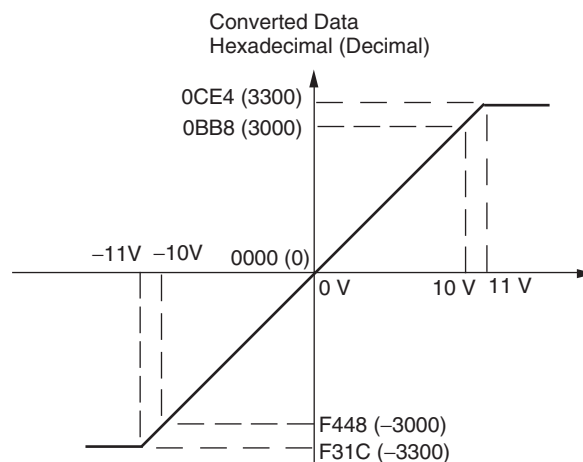 Converted Data
Hexadecimal (Decimal)
0CE4 (3300)
0BB8 (3000)
−11V
−10V
0000 (0)
0 V
10 V
11 V
F448 (−3000)
F31C (−3300)